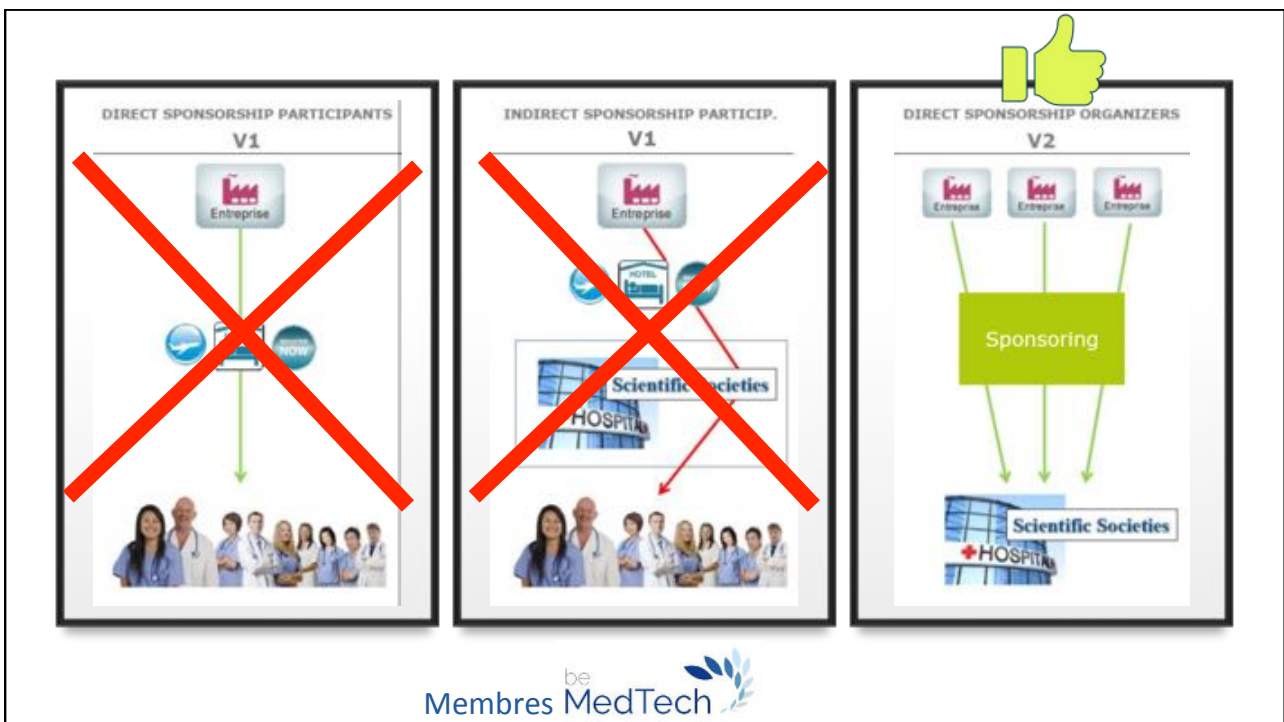 DIRECT SPONSORSHIP PARTICIPANTS
V1
Entreprise
NOW
INDIRECT SPONSORSHIP PARTICIP.
V1
Entreprise
HOTEL
Scientific Societies
HOSPITAL
DIRECT SPONSORSHIP ORGANIZERS
V2
Entreprise
Entreprise
Entreprise
Sponsoring
Scientific Societies
HOSPITAL
Membres be MedTech